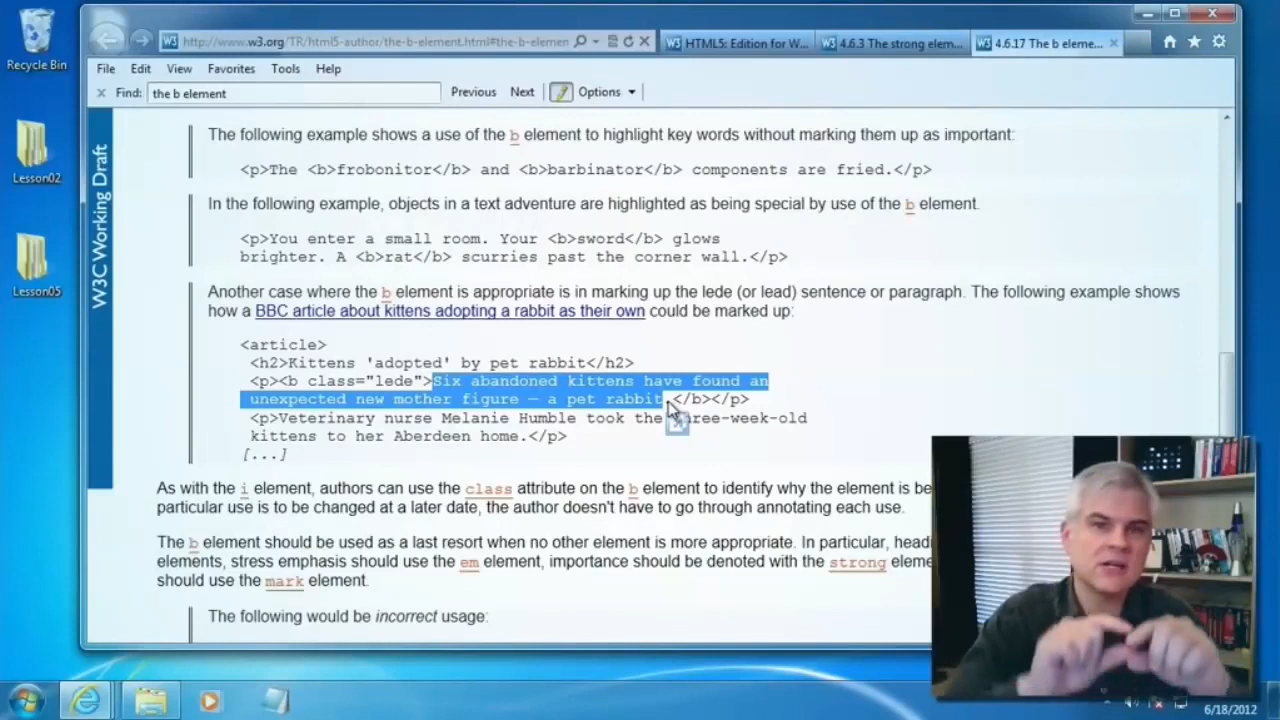 Recycle Bin
Lesson02
Lesson05
http://www.w3.org/TR/html5-author/the-b-element.html#the-b-elemen
HTML5: Edition for W...
4.6.3 The strong elem...
4.6.17 The b eleme...
File Edit View Favorites Tools Help
Find: the b element Previous Next Options
W3C Working Draft
The following example shows a use of the b element to highlight key words without marking them up as important:
<p>The <b>frobonitor</b> and <b>barbinator</b> components are fried.</p>
In the following example, objects in a text adventure are highlighted as being special by use of the b element.
<p>You enter a small room. Your <b>sword</b> glows
brighter. A <b>rat</b> scurries past the corner wall.</p>
Another case where the b element is appropriate is in marking up the lede (or lead) sentence or paragraph. The following example shows
how a BBC article about kittens adopting a rabbit as their own could be marked up:
<article>
<h2>Kittens 'adopted' by pet rabbit</h2>
<p><b class="lede">Six abandoned kittens have found an
unexpected new mother figure — a pet rabbit.</b></p>
<p>Veterinary nurse Melanie Humble took the three-week-old
kittens to her Aberdeen home.</p>
[...]
As with the i element, authors can use the class attribute on the b element to identify why the element is be
particular use is to be changed at a later date, the author doesn't have to go through annotating each use.
The b element should be used as a last resort when no other element is more appropriate. In particular, headi
elements, stress emphasis should use the em element, importance should be denoted with the strong eleme
should use the mark element.
The following would be incorrect usage:
6/18/2012